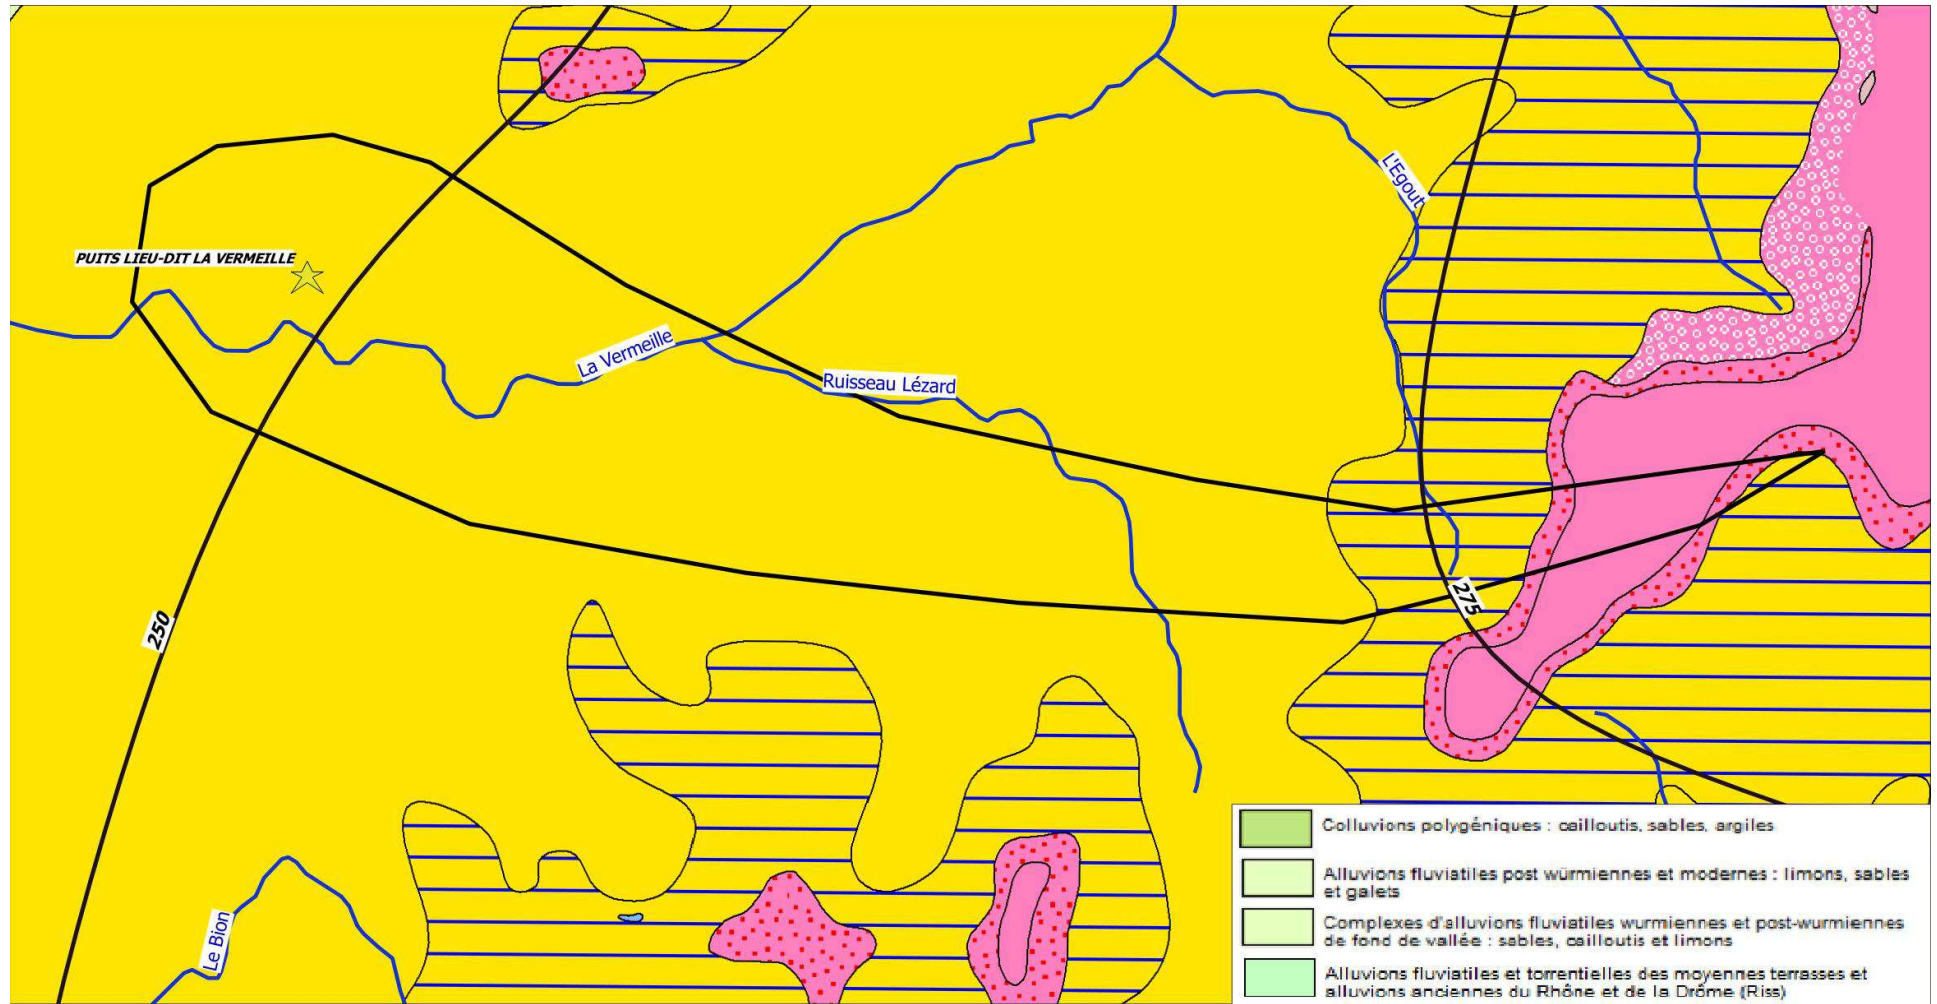 L'Egout
PUITS LIEU-DIT LA VERMEILLE
La Vermeille
Ruisseau Lézard
275
250
Le Bion
Colluvions polygéniques : cailloutis, sables, argiles
Alluvions fluviatiles post würmiennes et modernes : limons, sables
et galets
Complexes d'alluvions fluviatiles wurmiennes et post-wurmiennes
de fond de vallée : sables, cailloutis et limons
Alluvions fluviatiles et torrentielles des moyennes terrasses et
alluvions anciennes du Rhône et de la Drôme (Riss)